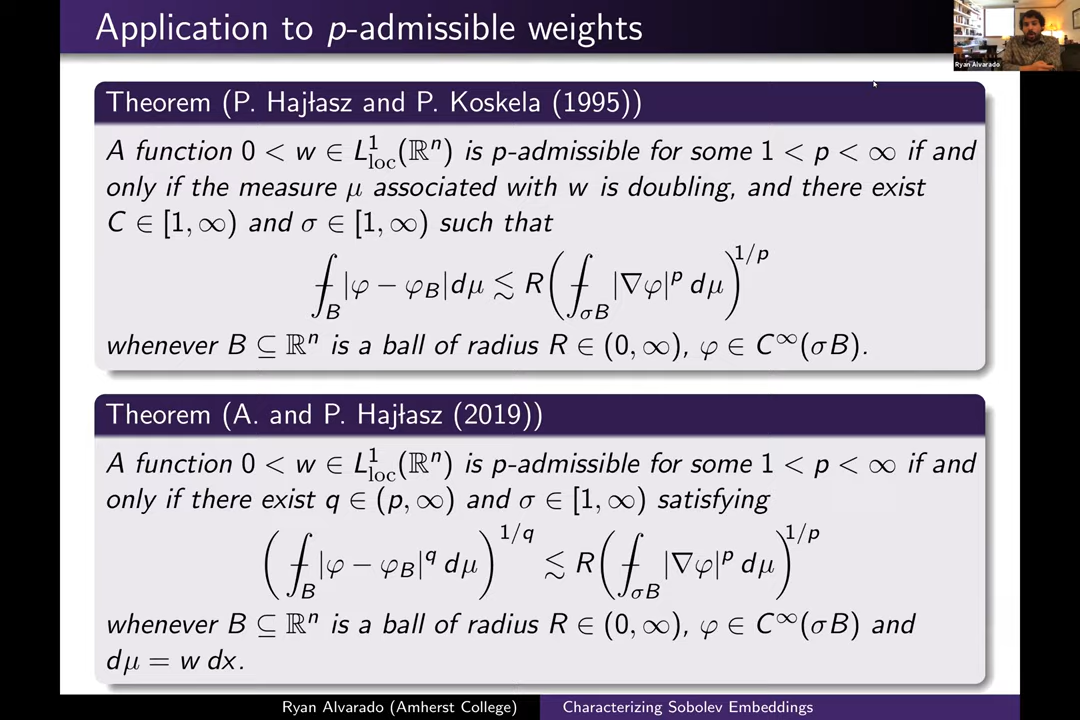 Application to p-admissible weights
Ryan Alvarado
Theorem (P. Hajłasz and P. Koskela (1995))
A function 0 < w ∈ L¹_loc(ℝⁿ) is p-admissible for some 1 < p < ∞ if and
only if the measure μ associated with w is doubling, and there exist
C ∈ [1, ∞) and σ ∈ [1, ∞) such that
⨍_B |φ − φ_B| dμ ≲ R(⨍_σB |∇φ|^p dμ)^{1/p}
whenever B ⊆ ℝⁿ is a ball of radius R ∈ (0, ∞), φ ∈ C^∞(σB).
Theorem (A. and P. Hajłasz (2019))
A function 0 < w ∈ L¹_loc(ℝⁿ) is p-admissible for some 1 < p < ∞ if and
only if there exist q ∈ (p, ∞) and σ ∈ [1, ∞) satisfying
(⨍_B |φ − φ_B|^q dμ)^{1/q} ≲ R(⨍_σB |∇φ|^p dμ)^{1/p}
whenever B ⊆ ℝⁿ is a ball of radius R ∈ (0, ∞), φ ∈ C^∞(σB) and
dμ = w dx.
Ryan Alvarado (Amherst College) Characterizing Sobolev Embeddings